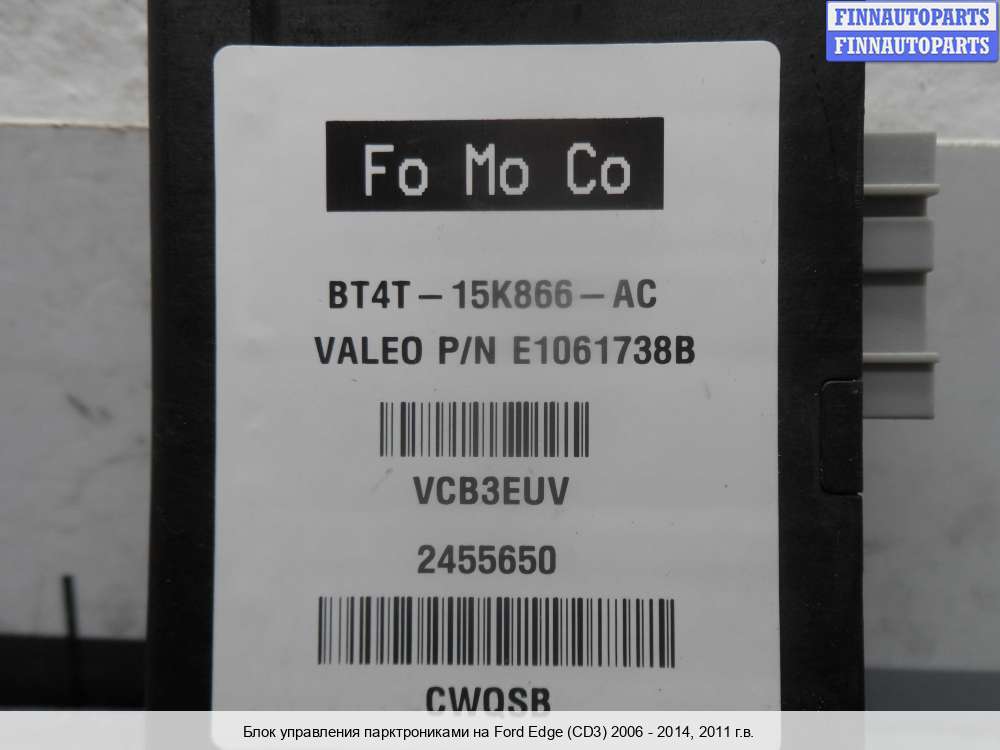 FINNAUTOPARTS
FINNAUTOPARTS
Fo Mo Co
BT4T – 15K866 – AC
VALEO P/N E1061738B
VCB3EUV
2455650
CWQSB
Блок управления парктрониками на Ford Edge (CD3) 2006 - 2014, 2011 г.в.